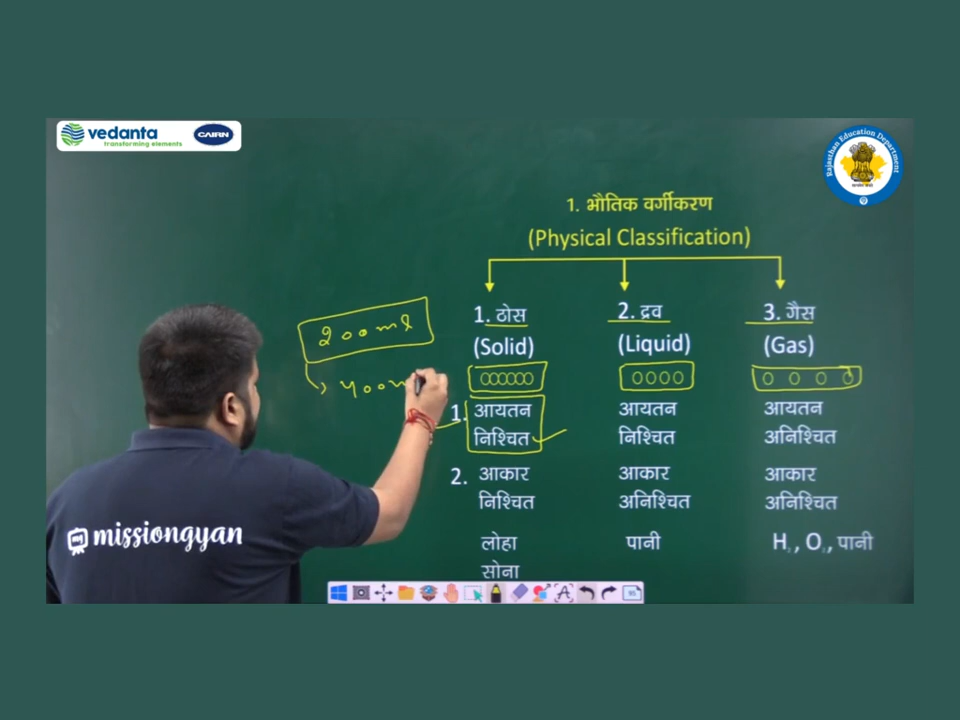 vedanta
transforming elements
CAIRN
Rajasthan Education Department
1. भौतिक वर्गीकरण
(Physical Classification)
1. ठोस
2. द्रव
3. गैस
(Solid)
(Liquid)
(Gas)
200ml
400m
1. आयतन
निश्चित
आयतन
निश्चित
आयतन
अनिश्चित
2. आकार
निश्चित
आकार
अनिश्चित
आकार
अनिश्चित
लोहा
सोना
पानी
H₂, O₂, पानी
missiongyan